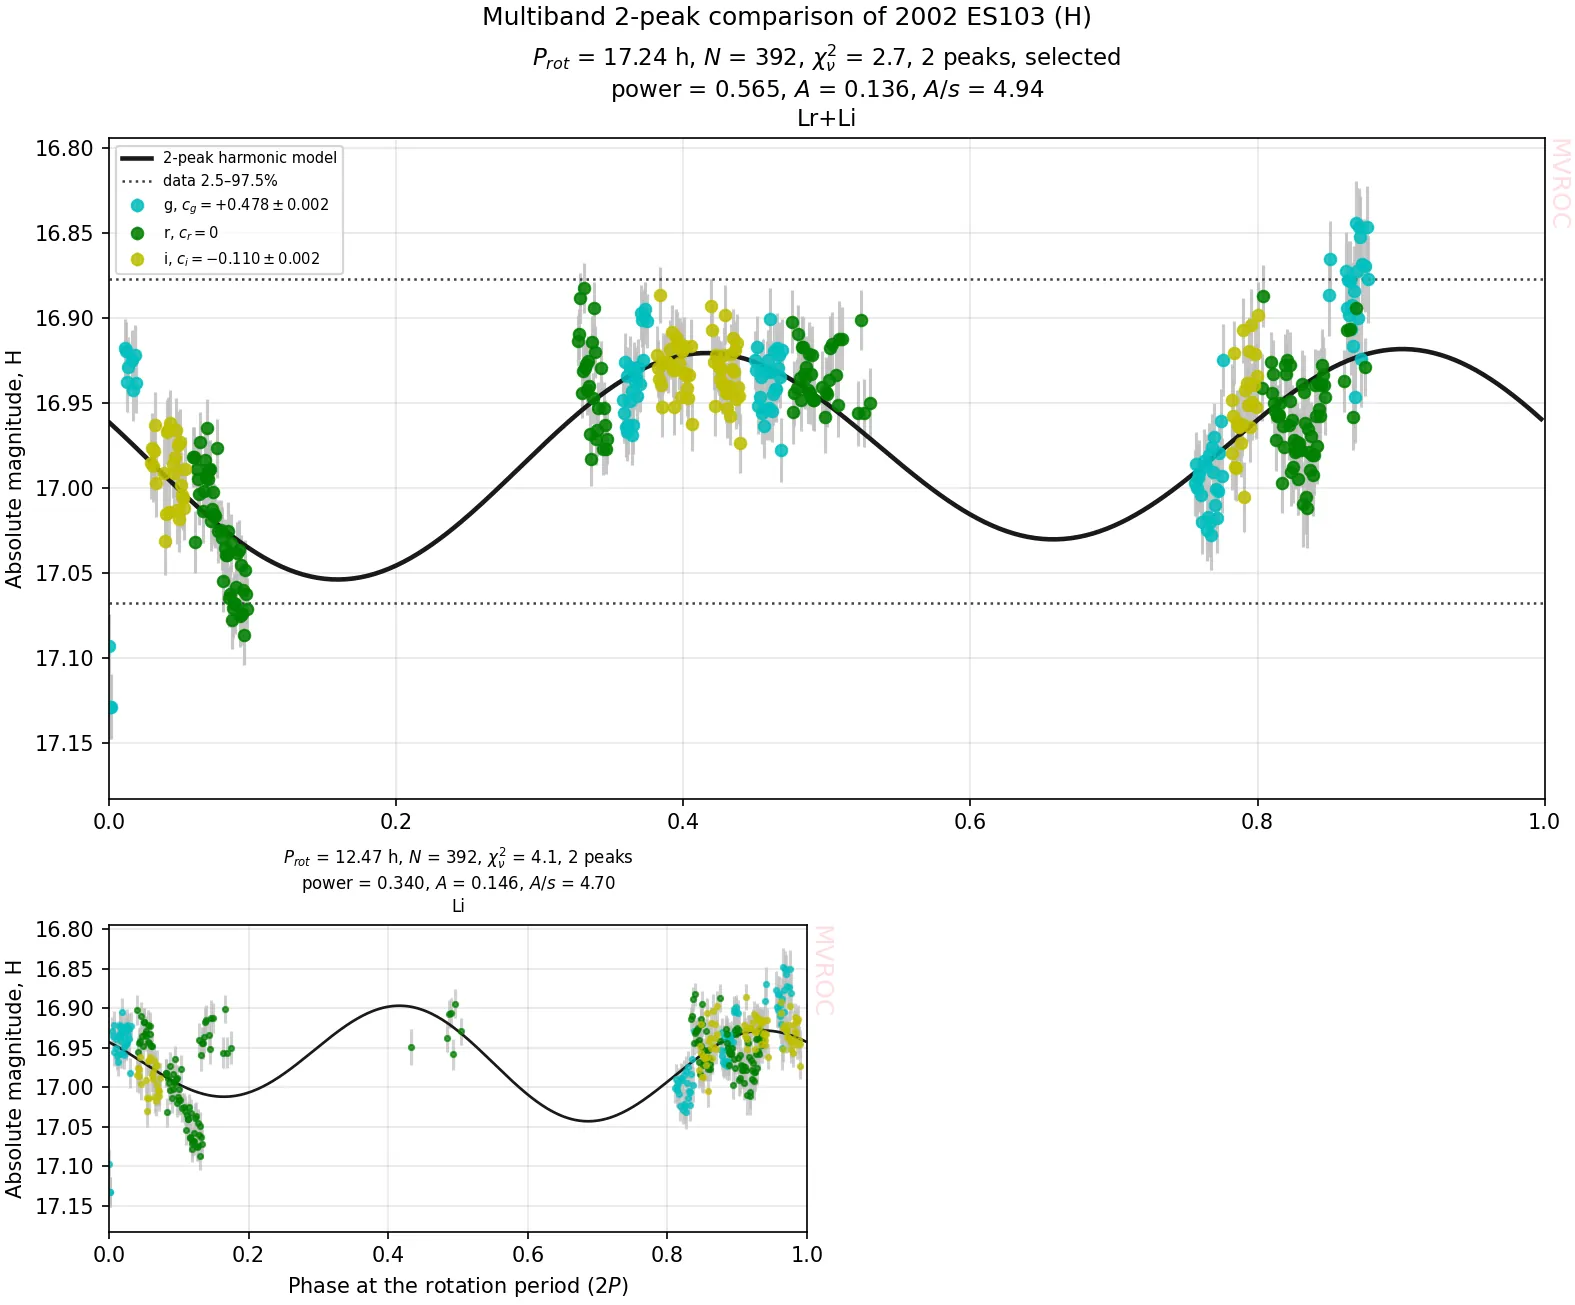 Multiband 2-peak comparison of 2002 ES103 (H)
P_rot = 17.24 h, N = 392, χ²_ν = 2.7, 2 peaks, selected
power = 0.565, A = 0.136, A/s = 4.94
Lr+Li
2-peak harmonic model
data 2.5–97.5%
g, c_g = +0.478 ± 0.002
r, c_r = 0
i, c_i = −0.110 ± 0.002
Absolute magnitude, H
16.80
16.85
16.90
16.95
17.00
17.05
17.10
17.15
0.0 0.2 0.4 0.6 0.8 1.0
MVROC
P_rot = 12.47 h, N = 392, χ²_ν = 4.1, 2 peaks
power = 0.340, A = 0.146, A/s = 4.70
Li
Absolute magnitude, H
16.80
16.85
16.90
16.95
17.00
17.05
17.10
17.15
0.0 0.2 0.4 0.6 0.8 1.0
Phase at the rotation period (2P)
MVROC